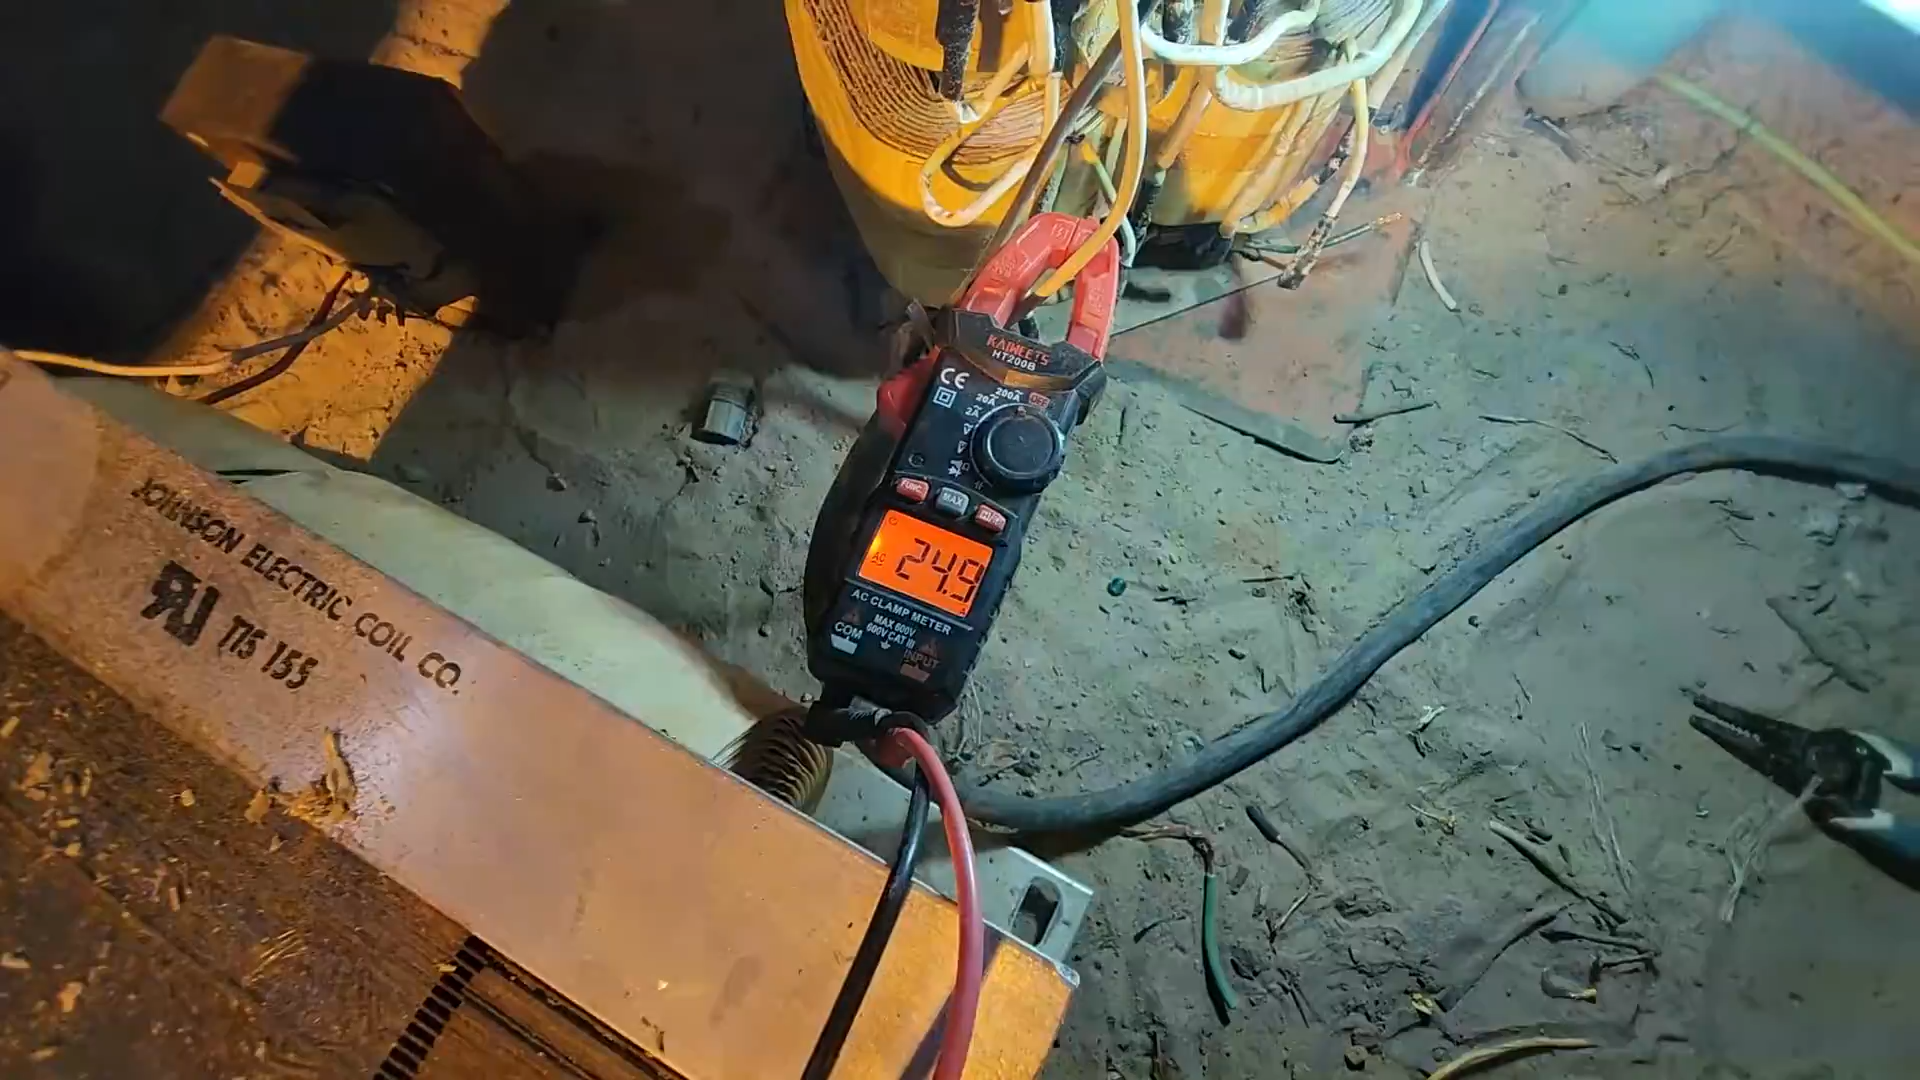 KAIWEETS
HT200B
CE
200A
OFF
20A
2A
FUNC.
MAX
AC
24.9
A
AC CLAMP METER
MAX 600V
600V CAT III
COM
INPUT
JOHNSON ELECTRIC COIL CO.
T15 155